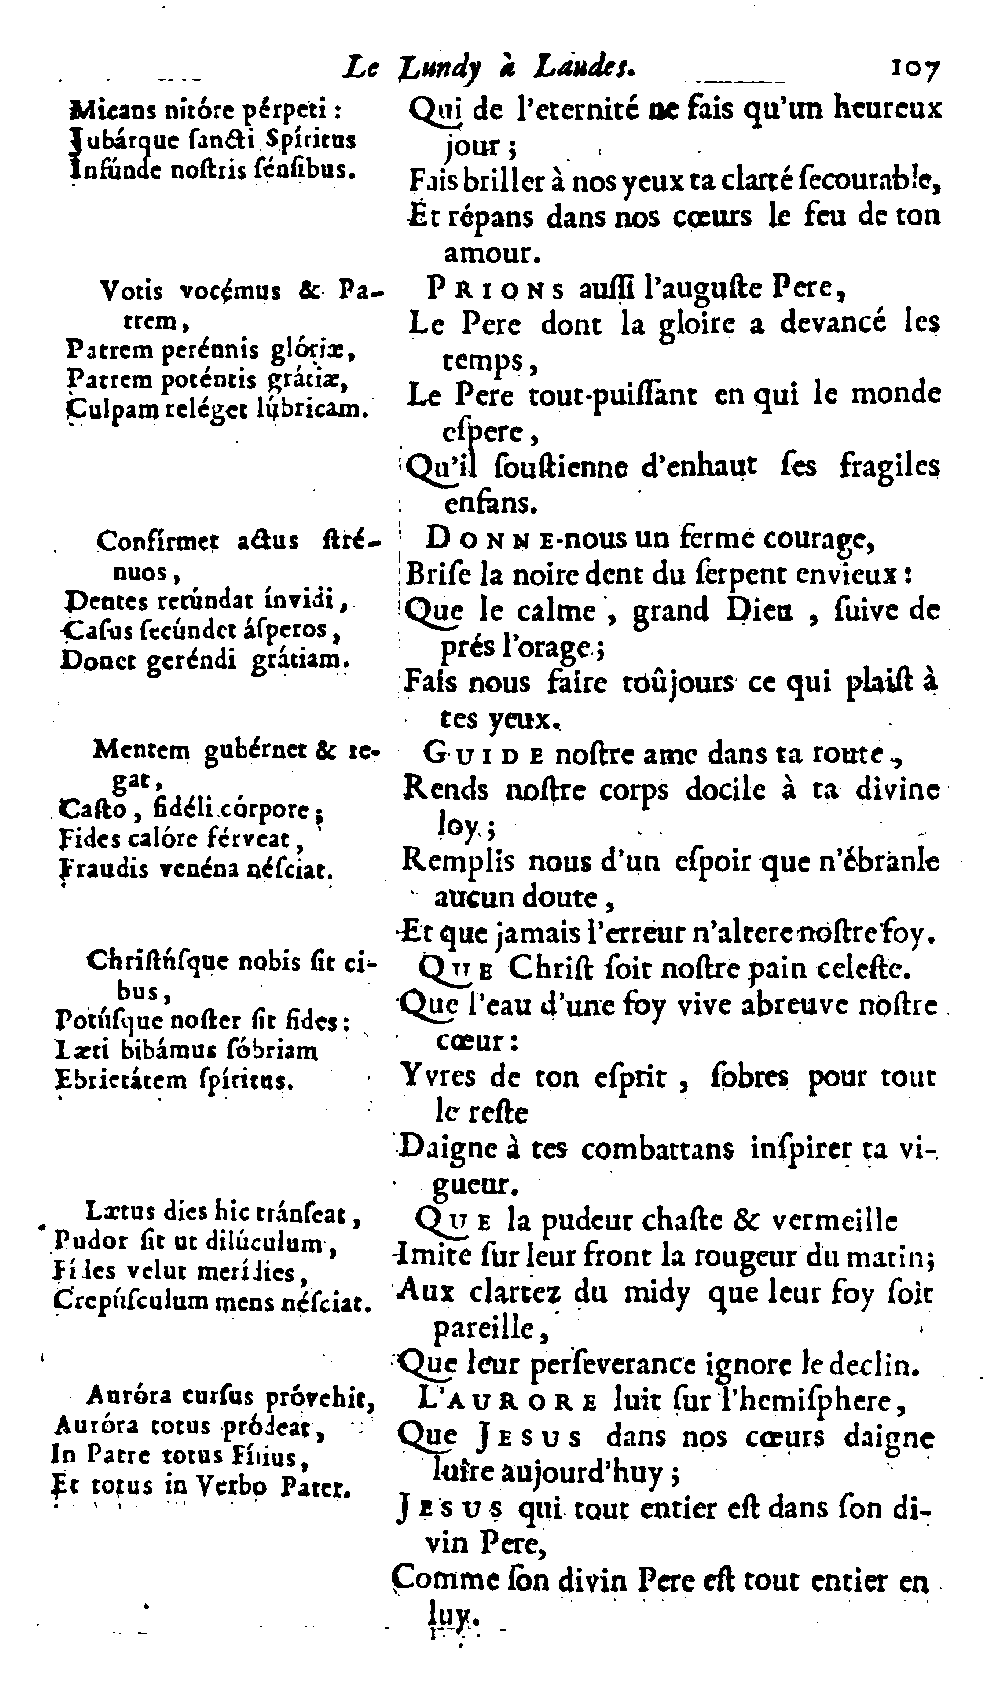 Le Lundy à Laudes. 107
Micans nitóre pérpeti :
Jubárque ſancti Spíritus
Infúnde noſtris ſénſibus.
Votis vocémus & Pa-
trem,
Patrem perénnis glóriæ,
Patrem poténtis grátiæ,
Culpam reléget lúbricam.
Confírmet actus ſtré-
nuos,
Dentes retúndat ínvidi,
Caſus ſecúndet áſperos,
Donet geréndi grátiam.
Mentem gubérnet & re-
gat,
Caſto, fidéli córpore;
Fides calóre férveat,
Fraudis venéna néſciat.
Chriſtúſque nobis ſit ci-
bus,
Potúſque noſter ſit fides:
Læti bibámus ſóbriam
Ebrietátem ſpíritus.
Lætus dies hic tránſeat,
Pudor ſit ut dilúculum,
Fídes velut merídies,
Crepúſculum mens néſciat.
Auróra curſus próvehit,
Auróra totus pródeat,
In Patre totus Fílius,
Et totus in Verbo Pater.
Qui de l'eternité ne fais qu'un heureux
jour ;
Fais briller à nos yeux ta clarté ſecourable,
Et répans dans nos cœurs le feu de ton
amour.
PRIONS auſſi l'auguſte Pere,
Le Pere dont la gloire a devancé les
temps,
Le Pere tout-puiſſant en qui le monde
eſpere,
Qu'il ſouſtienne d'enhaut ſes fragiles
enfans.
DONNE-nous un ferme courage,
Briſe la noire dent du ſerpent envieux :
Que le calme, grand Dieu, ſuive de
prés l'orage ;
Fais nous faire toûjours ce qui plaiſt à
tes yeux.
GUIDE noſtre ame dans ta route,
Rends noſtre corps docile à ta divine
loy ;
Remplis nous d'un eſpoir que n'ébranle
aucun doute,
Et que jamais l'erreur n'altere noſtre foy.
QUE Chriſt ſoit noſtre pain celeſte.
Que l'eau d'une foy vive abreuve noſtre
cœur :
Yvres de ton eſprit, ſobres pour tout
le reſte
Daigne à tes combattans inſpirer ta vi-
gueur.
QUE la pudeur chaſte & vermeille
Imite ſur leur front la rougeur du matin;
Aux clartez du midy que leur foy ſoit
pareille,
Que leur perſeverance ignore le declin.
L'AURORE luit ſur l'hemiſphere,
Que JESUS dans nos cœurs daigne
luire aujourd'huy ;
JESUS qui tout entier eſt dans ſon di-
vin Pere,
Comme ſon divin Pere eſt tout entier en
luy.